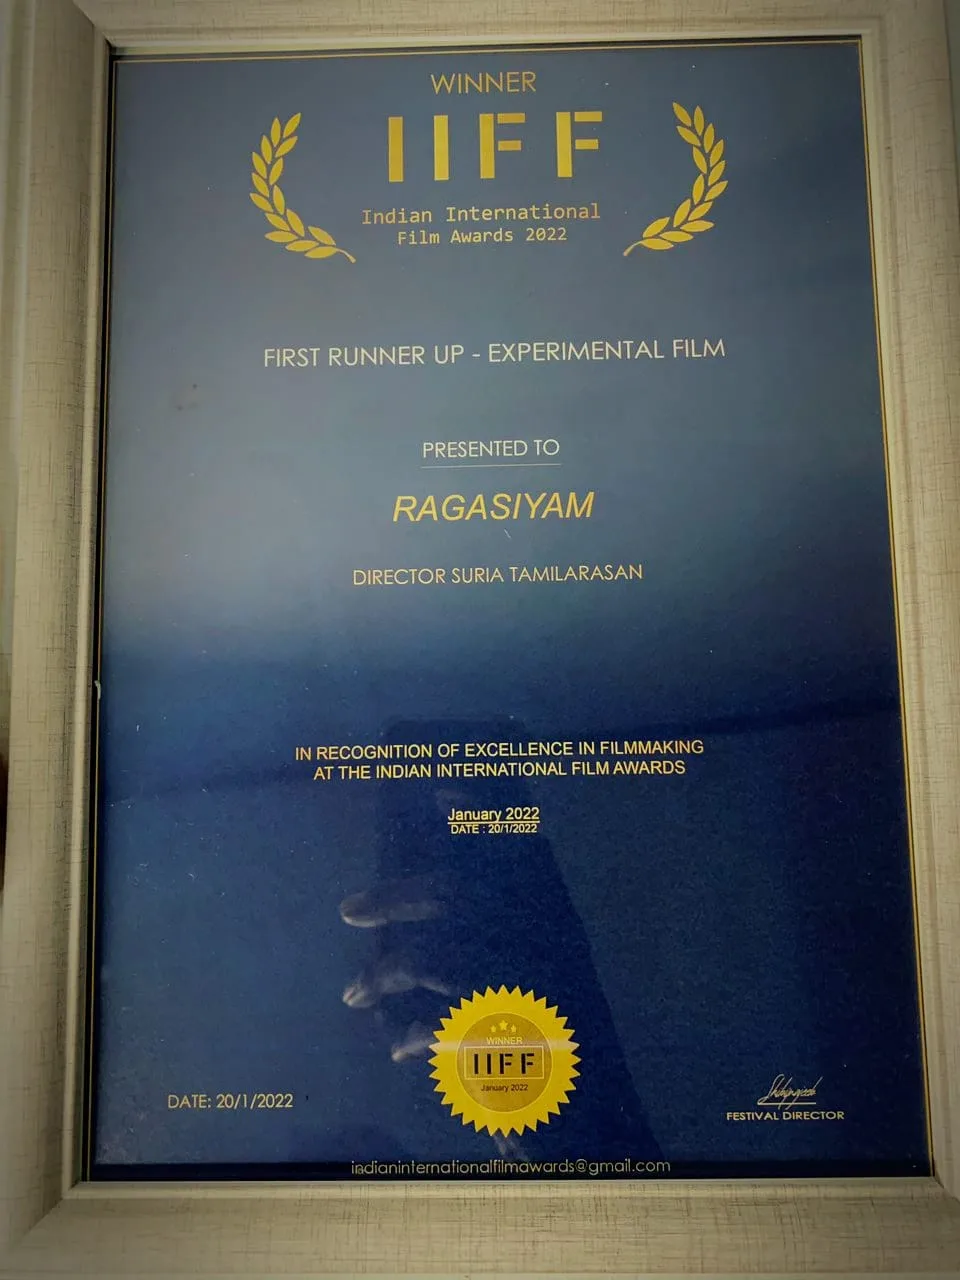 WINNER
IIFF
Indian International
Film Awards 2022
FIRST RUNNER UP - EXPERIMENTAL FILM
PRESENTED TO
RAGASIYAM
DIRECTOR SURIA TAMILARASAN
IN RECOGNITION OF EXCELLENCE IN FILMMAKING
AT THE INDIAN INTERNATIONAL FILM AWARDS
January 2022
DATE : 20/1/2022
WINNER
IIFF
January 2022
DATE: 20/1/2022
FESTIVAL DIRECTOR
indianinternationalfilmawards@gmail.com